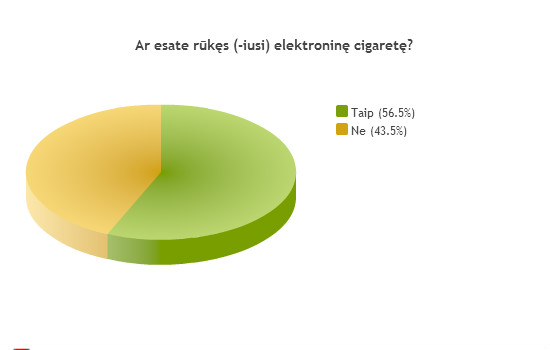 Ar esate rūkęs (-iusi) elektroninę cigaretę?
Taip (56.5%)
Ne (43.5%)